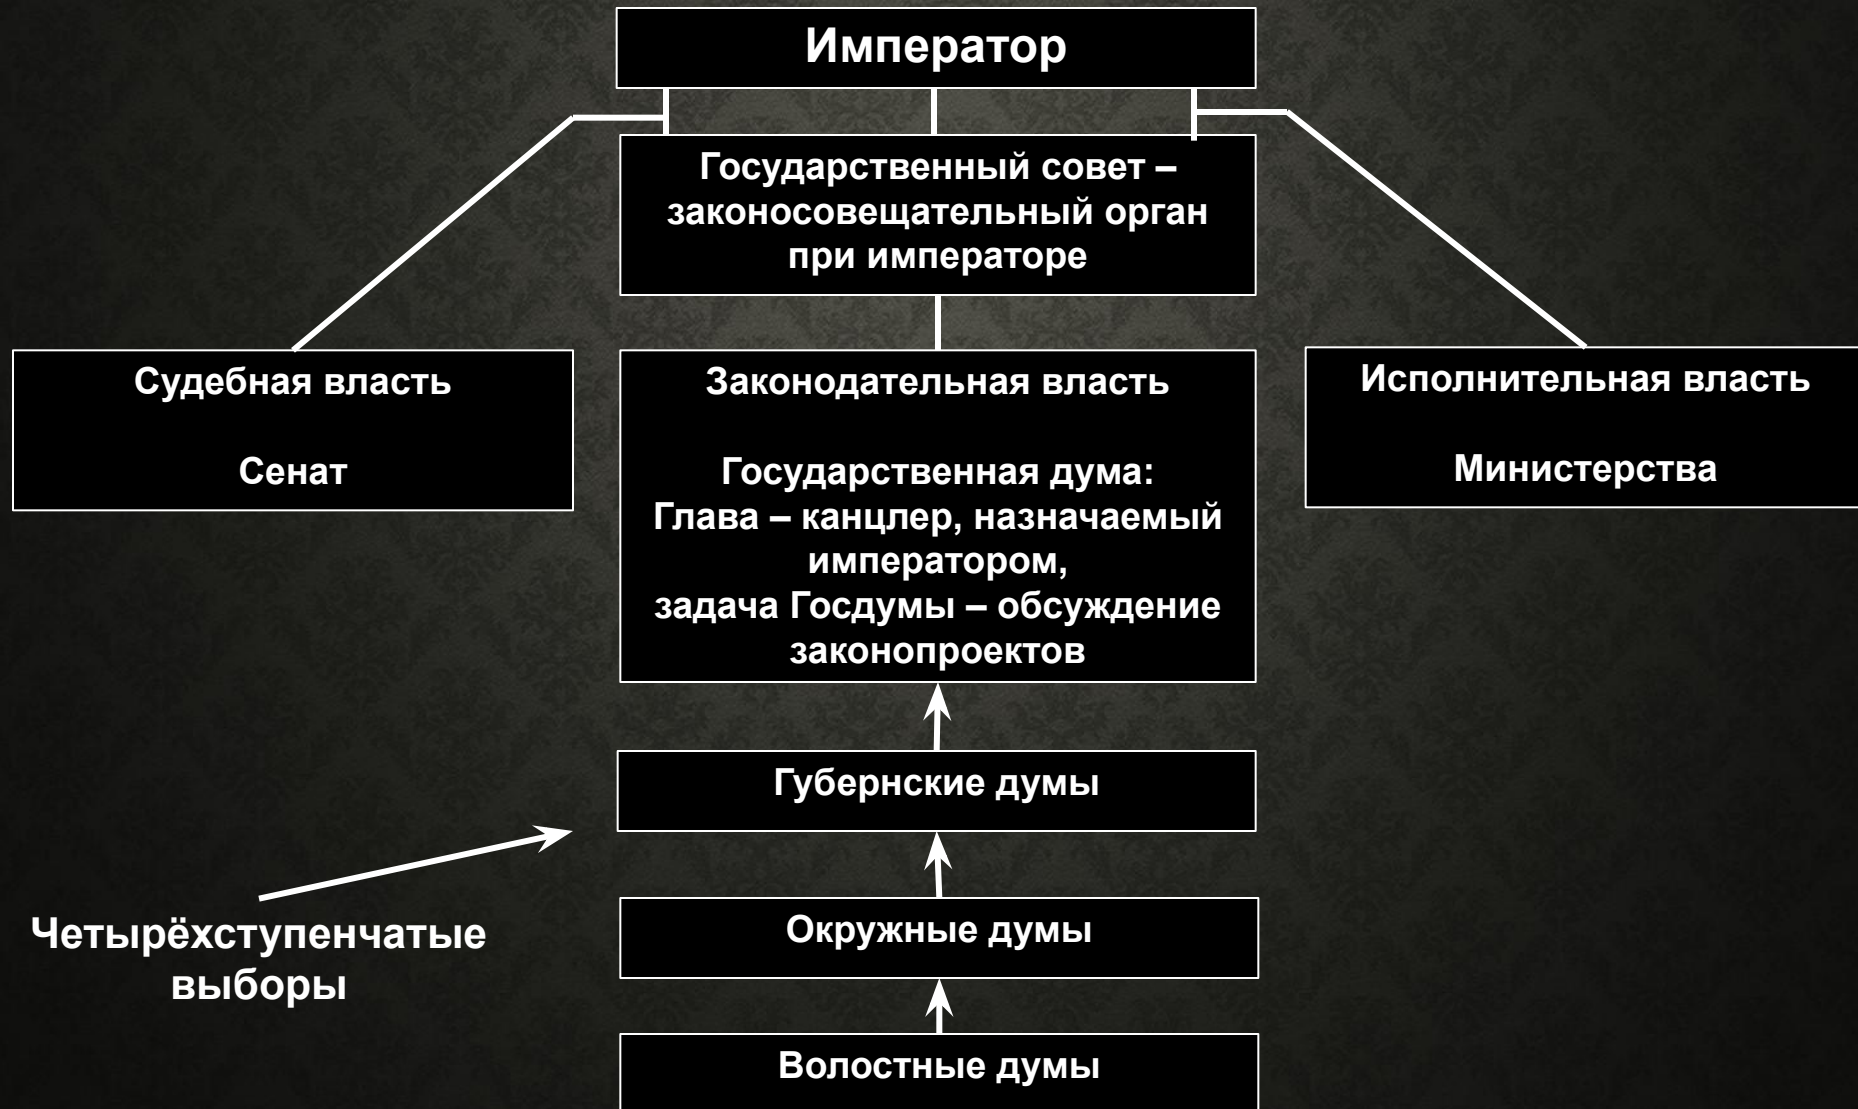 Император
Государственный совет –
законосовещательный орган
при императоре
Судебная власть
Сенат
Законодательная власть
Государственная дума:
Глава – канцлер, назначаемый
императором,
задача Госдумы – обсуждение
законопроектов
Исполнительная власть
Министерства
Губернские думы
Четырёхступенчатые
выборы
Окружные думы
Волостные думы